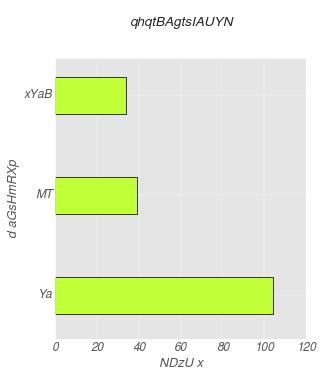 qhqtBAgtsIAUYN
xYaB
MT
Ya
d aGsHmRXp
0 20 40 60 80 100 120
NDzU x